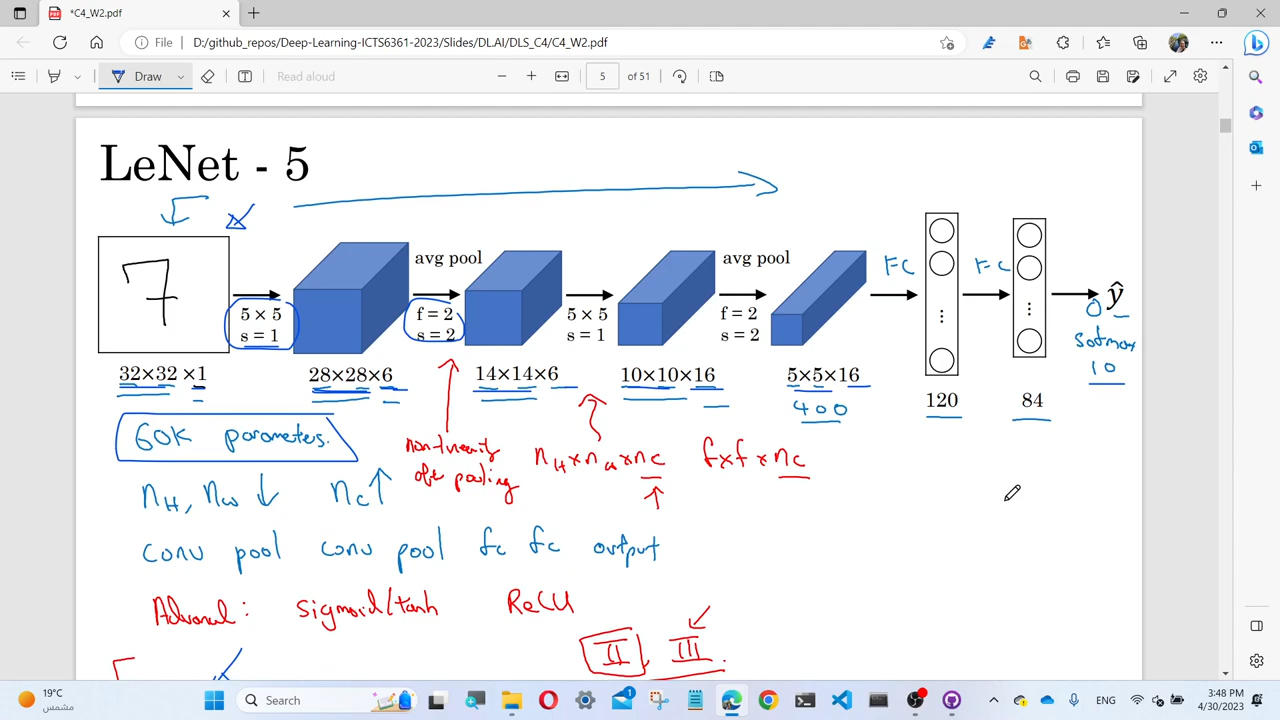 *C4_W2.pdf
File D:/github_repos/Deep-Learning-ICTS6361-2023/Slides/DL.AI/DLS_C4/C4_W2.pdf
Draw Read aloud 5 of 51
LeNet - 5
7
avg pool avg pool
FC FC
5 × 5 f = 2 5 × 5 f = 2
s = 1 s = 2 s = 1 s = 2
ŷ
softmax
10
32×32 ×1 28×28×6 14×14×6 10×10×16 5×5×16 120 84
400
60K parameters.
non-linearity
after pooling
nH×nW×nC f×f×nC
nH, nW ↓ nC ↑
conv pool conv pool fc fc output
sigmoid/tanh ReLU
II, III.
19°C
مشمس
Search
ENG
3:48 PM
4/30/2023